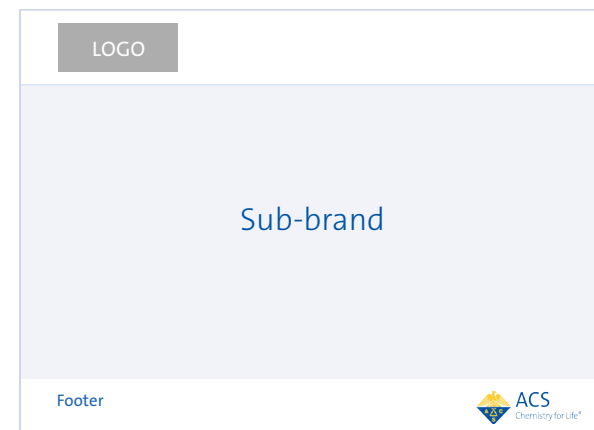 LOGO
Sub-brand
Footer
ACS
Chemistry for Life®
A C
S